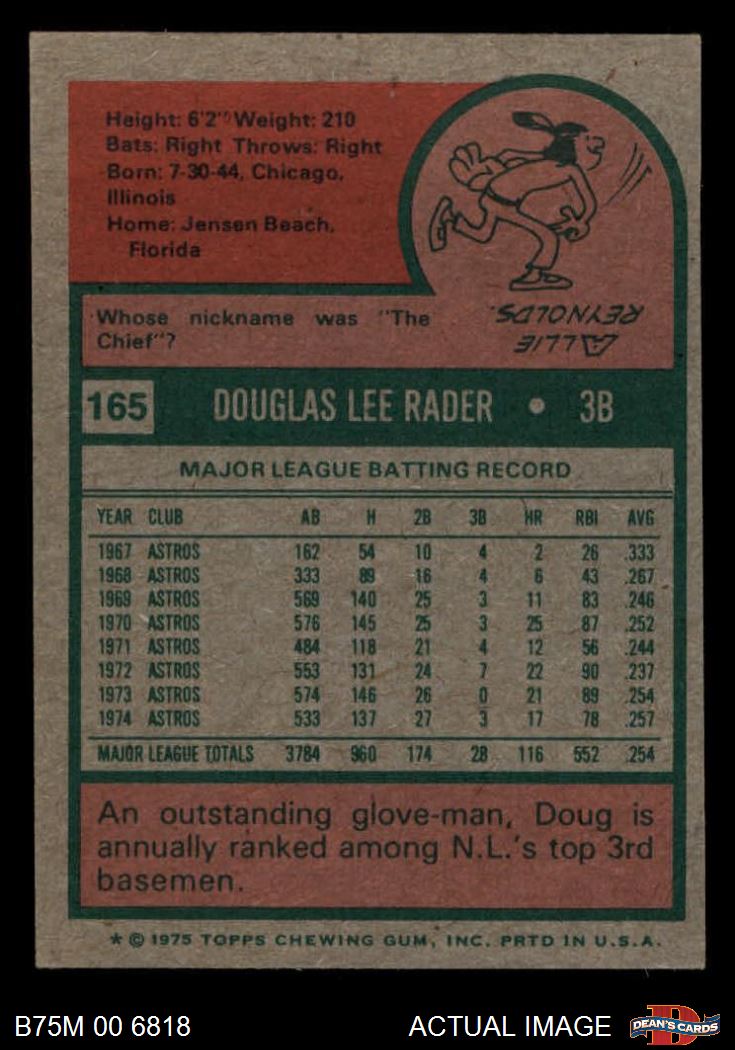 Height: 6'2" Weight: 210
Bats: Right Throws: Right
Born: 7-30-44, Chicago,
Illinois
Home: Jensen Beach,
Florida
Whose nickname was "The
Chief"?
ALLIE
REYNOLDS.
165 DOUGLAS LEE RADER • 3B
MAJOR LEAGUE BATTING RECORD
YEAR CLUB AB H 2B 3B HR RBI AVG
1967 ASTROS 162 54 10 4 2 26 .333
1968 ASTROS 333 89 16 4 6 43 .267
1969 ASTROS 569 140 25 3 11 83 .246
1970 ASTROS 576 145 25 3 25 87 .252
1971 ASTROS 484 118 21 4 12 56 .244
1972 ASTROS 553 131 24 7 22 90 .237
1973 ASTROS 574 146 26 0 21 89 .254
1974 ASTROS 533 137 27 3 17 78 .257
MAJOR LEAGUE TOTALS 3784 960 174 28 116 552 .254
An outstanding glove-man, Doug is
annually ranked among N.L.'s top 3rd
basemen.
* © 1975 TOPPS CHEWING GUM, INC. PRTD IN U.S.A.
B75M 00 6818 ACTUAL IMAGE DEAN'S CARDS